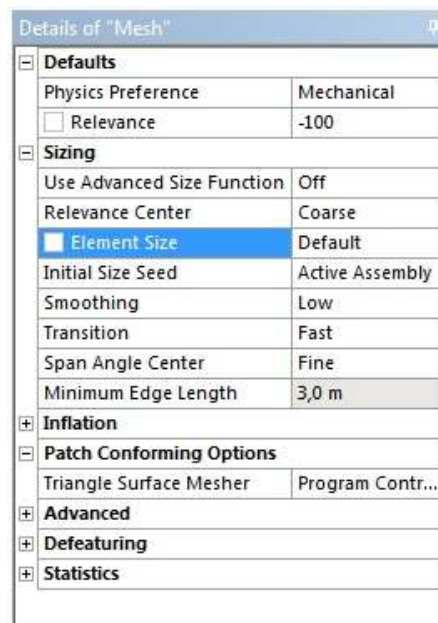 Details of "Mesh"
Defaults
Physics Preference Mechanical
Relevance -100
Sizing
Use Advanced Size Function Off
Relevance Center Coarse
Element Size Default
Initial Size Seed Active Assembly
Smoothing Low
Transition Fast
Span Angle Center Fine
Minimum Edge Length 3,0 m
Inflation
Patch Conforming Options
Triangle Surface Mesher Program Contr...
Advanced
Defeaturing
Statistics